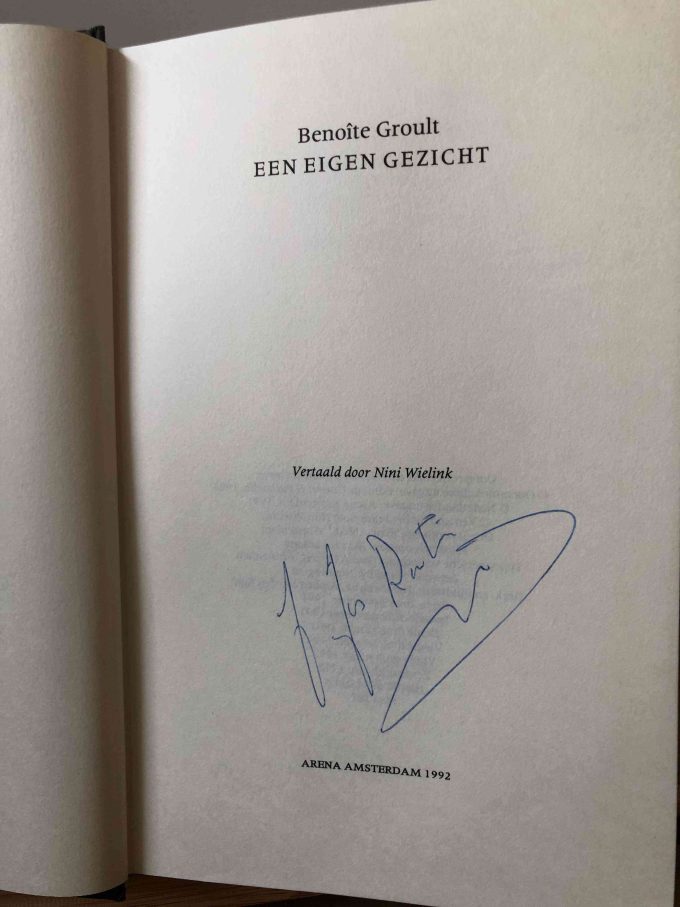 Benoîte Groult
EEN EIGEN GEZICHT
Vertaald door Nini Wielink
ARENA AMSTERDAM 1992